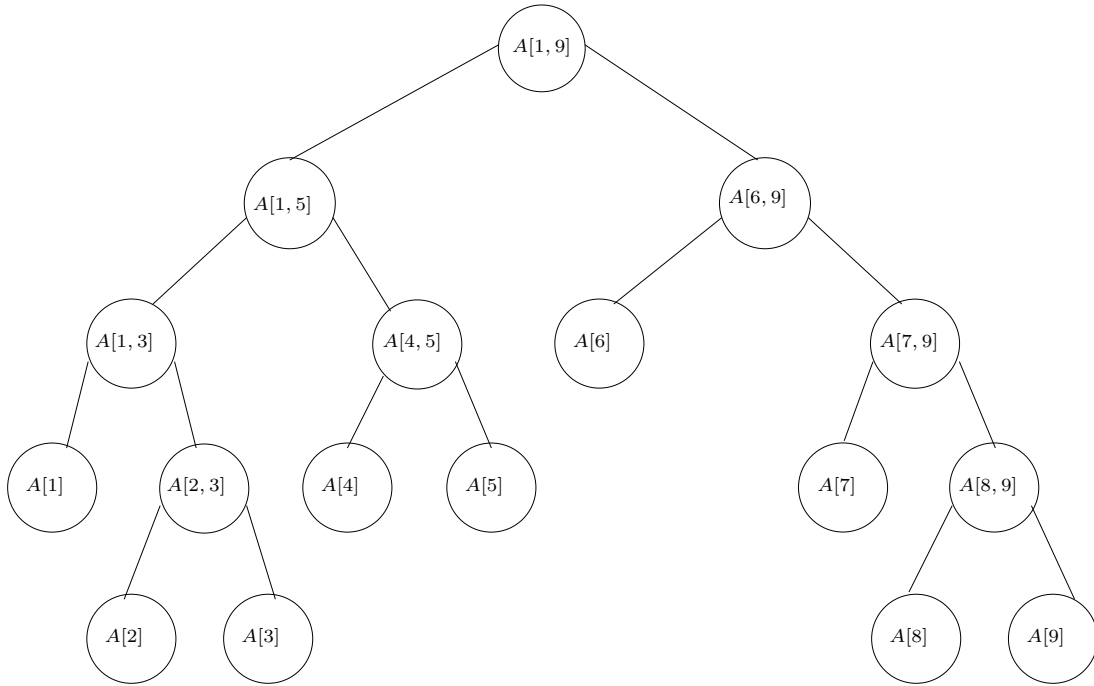 A[1, 9]
A[1, 5]
A[6, 9]
A[1, 3]
A[4, 5]
A[6]
A[7, 9]
A[1]
A[2, 3]
A[4]
A[5]
A[7]
A[8, 9]
A[2]
A[3]
A[8]
A[9]